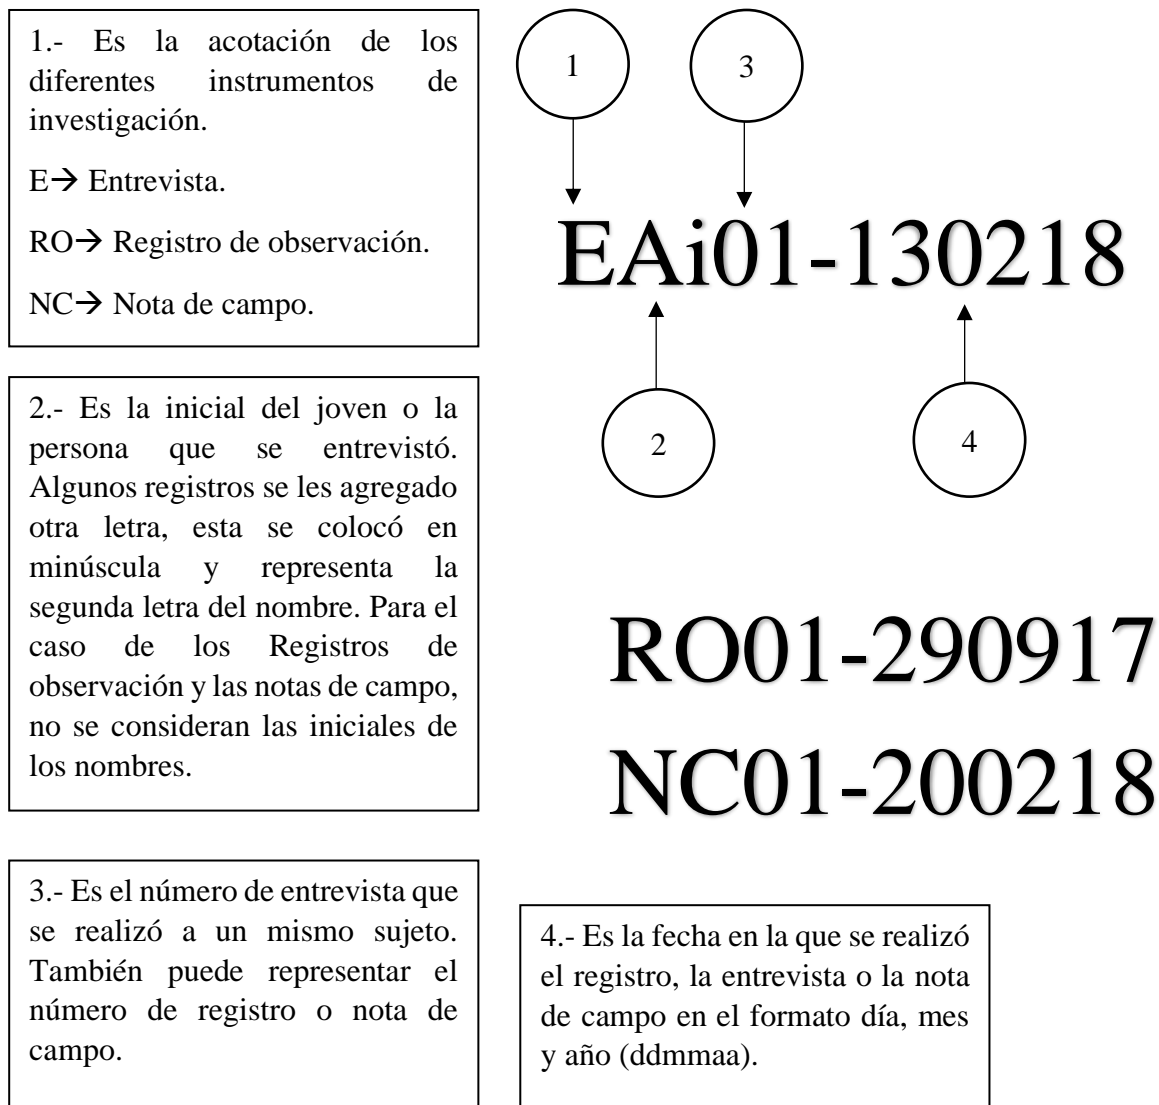 1.- Es la acotación de los
diferentes instrumentos de
investigación.
E→ Entrevista.
RO→ Registro de observación.
NC→ Nota de campo.
1
3
EAi01-130218
2
4
2.- Es la inicial del joven o la
persona que se entrevistó.
Algunos registros se les agregado
otra letra, esta se colocó en
minúscula y representa la
segunda letra del nombre. Para el
caso de los Registros de
observación y las notas de campo,
no se consideran las iniciales de
los nombres.
RO01-290917
NC01-200218
3.- Es el número de entrevista que
se realizó a un mismo sujeto.
También puede representar el
número de registro o nota de
campo.
4.- Es la fecha en la que se realizó
el registro, la entrevista o la nota
de campo en el formato día, mes
y año (ddmmaa).